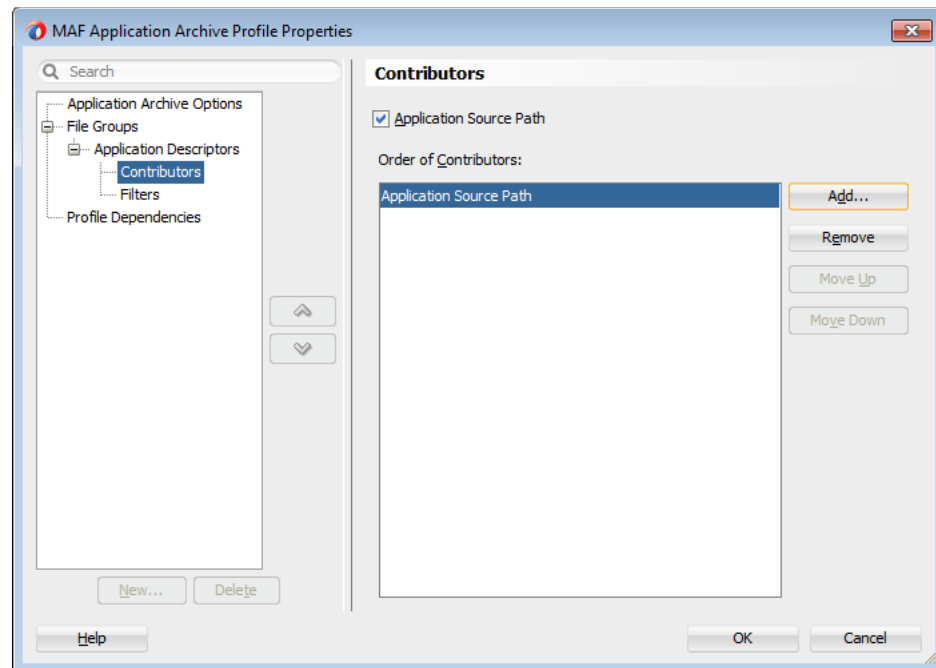 MAF Application Archive Profile Properties
Search
Application Archive Options
File Groups
Application Descriptors
Contributors
Filters
Profile Dependencies
New...
Delete
Contributors
Application Source Path
Order of Contributors:
Application Source Path
Add...
Remove
Move Up
Move Down
Help
OK
Cancel